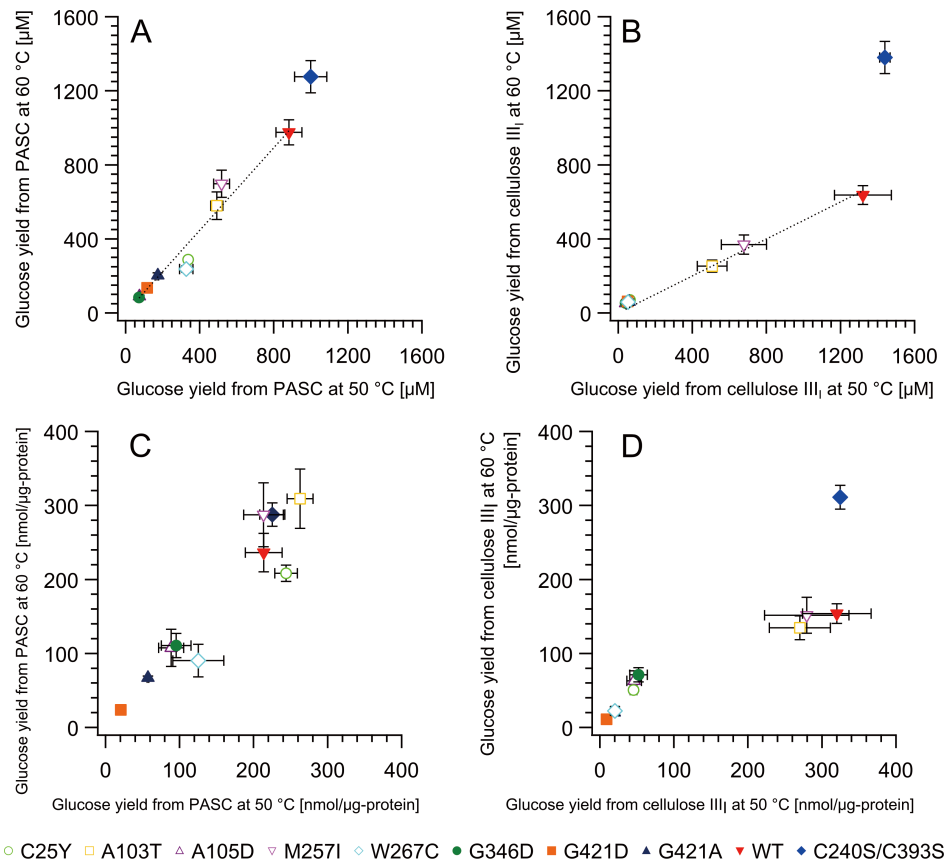 A
Glucose yield from PASC at 60 °C [μM]
1600
1200
800
400
0
0 400 800 1200 1600
Glucose yield from PASC at 50 °C [μM]
B
Glucose yield from cellulose IIII at 60 °C [μM]
1600
1200
800
400
0
0 400 800 1200 1600
Glucose yield from cellulose IIII at 50 °C [μM]
C
Glucose yield from PASC at 60 °C [nmol/μg-protein]
400
300
200
100
0
0 100 200 300 400
Glucose yield from PASC at 50 °C [nmol/μg-protein]
D
Glucose yield from cellulose IIII at 60 °C
[nmol/μg-protein]
400
300
200
100
0
0 100 200 300 400
Glucose yield from cellulose IIII at 50 °C [nmol/μg-protein]
C25Y A103T A105D M257I W267C G346D G421D G421A WT C240S/C393S